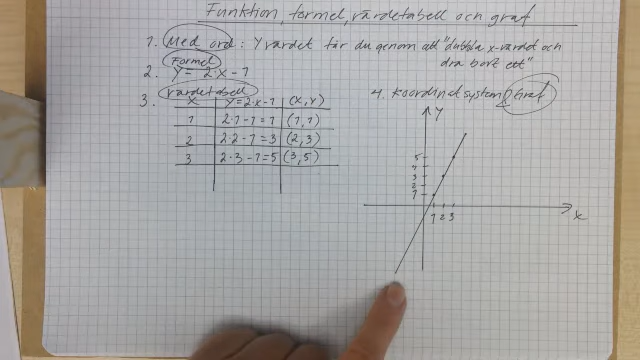 Funktion, formel, värdetabell och graf
1. Med ord: Y värdet får du genom att "dubbla x-värdet och
dra bort ett"
Formel
2. Y = 2·X - 1
3. värdetabell
X Y=2·X-1 (X,Y)
1 2·1-1=1 (1,1)
2 2·2-1=3 (2,3)
3 2·3-1=5 (3,5)
4. Koordinatsystem & Graf
Y
5
4
3
2
1
1 2 3
X